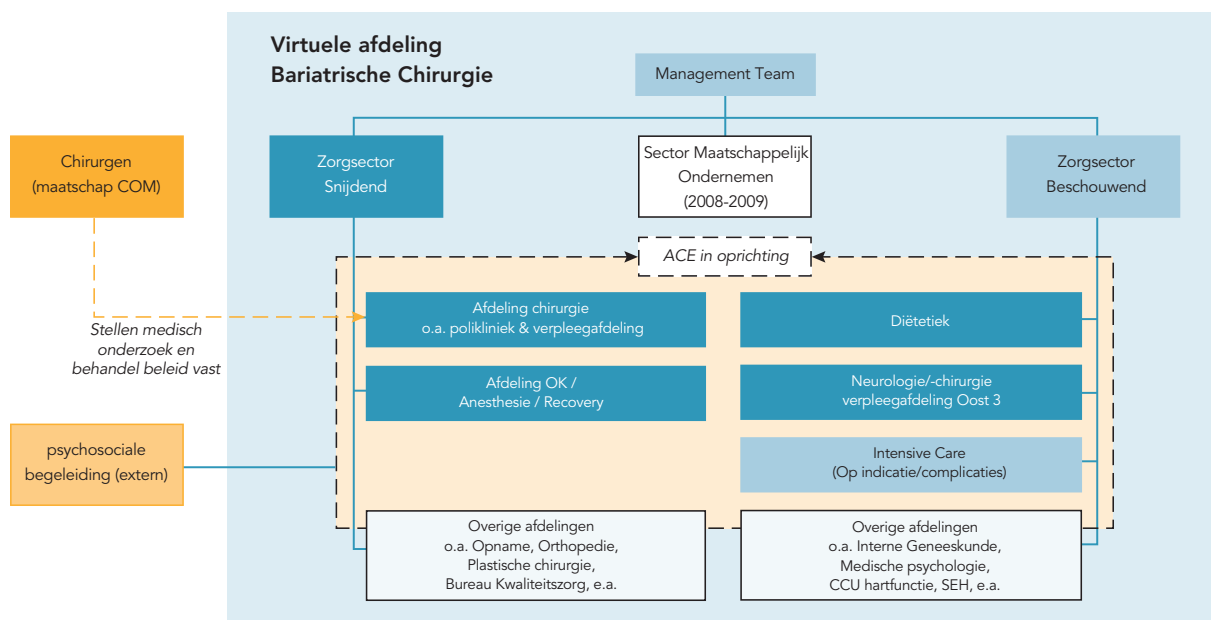 Virtuele afdeling
Bariatrische Chirurgie
Management Team
Chirurgen
(maatschap COM)
Zorgsector
Snijdend
Sector Maatschappelijk
Ondernemen
(2008-2009)
Zorgsector
Beschouwend
ACE in oprichting
Stellen medisch
onderzoek en
behandel beleid vast
Afdeling chirurgie
o.a. polikliniek & verpleegafdeling
Diëtetiek
Afdeling OK /
Anesthesie / Recovery
Neurologie/-chirurgie
verpleegafdeling Oost 3
psychosociale
begeleiding (extern)
Intensive Care
(Op indicatie/complicaties)
Overige afdelingen
o.a. Opname, Orthopedie,
Plastische chirurgie,
Bureau Kwaliteitszorg, e.a.
Overige afdelingen
o.a. Interne Geneeskunde,
Medische psychologie,
CCU hartfunctie, SEH, e.a.